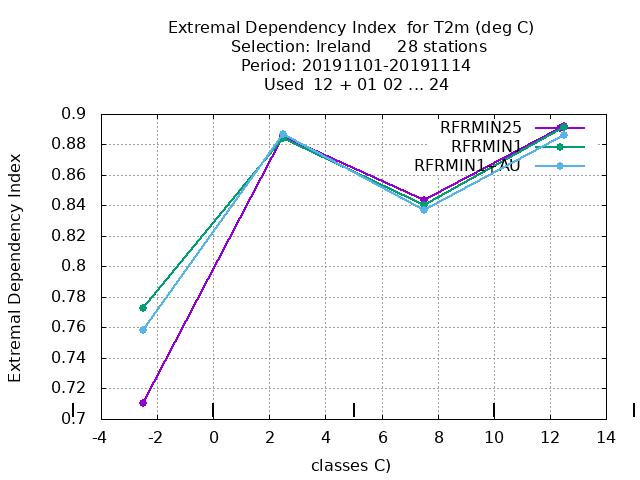 Extremal Dependency Index  for T2m (deg C)
Selection: Ireland     28 stations
Period: 20191101-20191114
Used  12 + 01 02 ... 24
Extremal Dependency Index
0.9
0.88
0.86
0.84
0.82
0.8
0.78
0.76
0.74
0.72
0.7
RFRMIN25
RFRMIN1
RFRMIN1+AU
-4 -2 0 2 4 6 8 10 12 14
classes C)